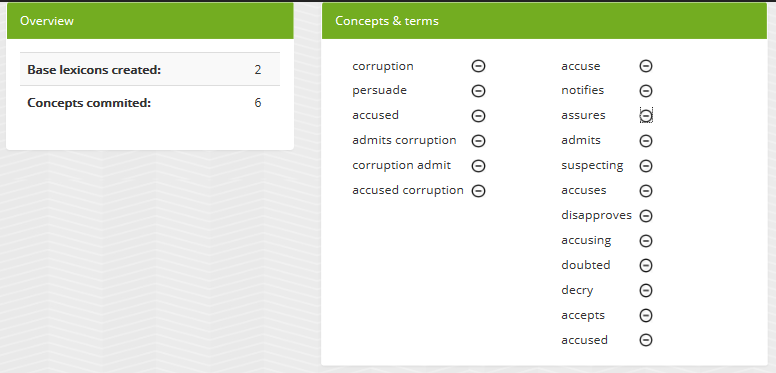 Overview
Base lexicons created: 2
Concepts commited: 6
Concepts & terms
corruption
persuade
accused
admits corruption
corruption admit
accused corruption
accuse
notifies
assures
admits
suspecting
accuses
disapproves
accusing
doubted
decry
accepts
accused